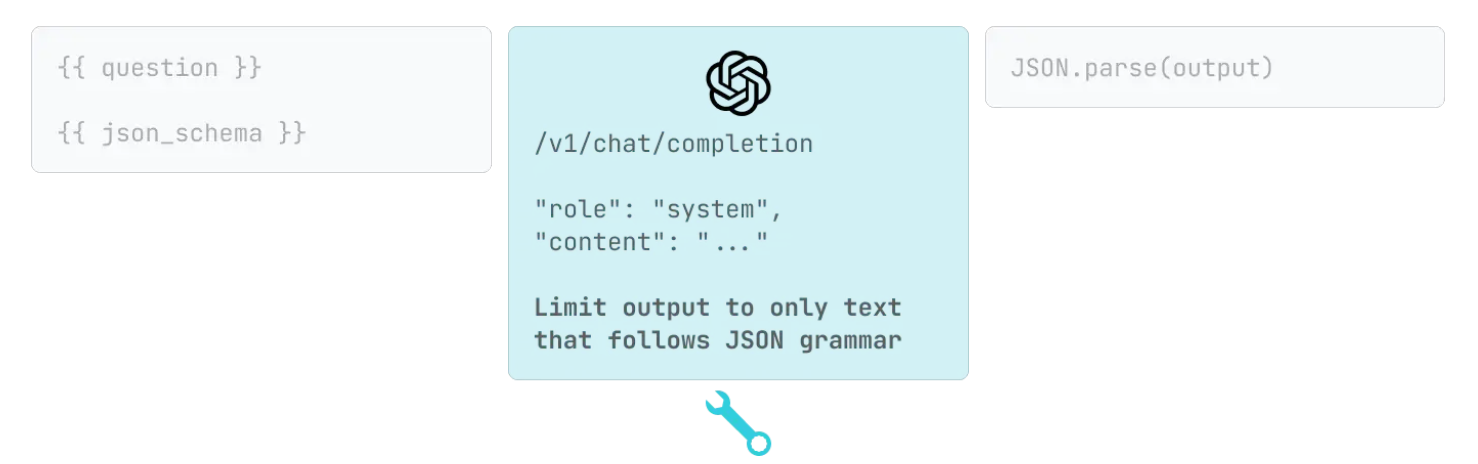 {{ question }}
{{ json_schema }}
/v1/chat/completion
"role": "system",
"content": "..."
Limit output to only text
that follows JSON grammar
JSON.parse(output)